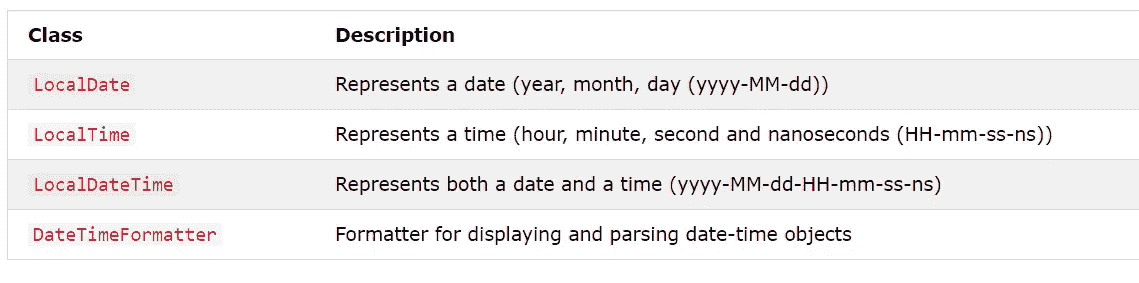 Class Description
LocalDate Represents a date (year, month, day (yyyy-MM-dd))
LocalTime Represents a time (hour, minute, second and nanoseconds (HH-mm-ss-ns))
LocalDateTime Represents both a date and a time (yyyy-MM-dd-HH-mm-ss-ns)
DateTimeFormatter Formatter for displaying and parsing date-time objects